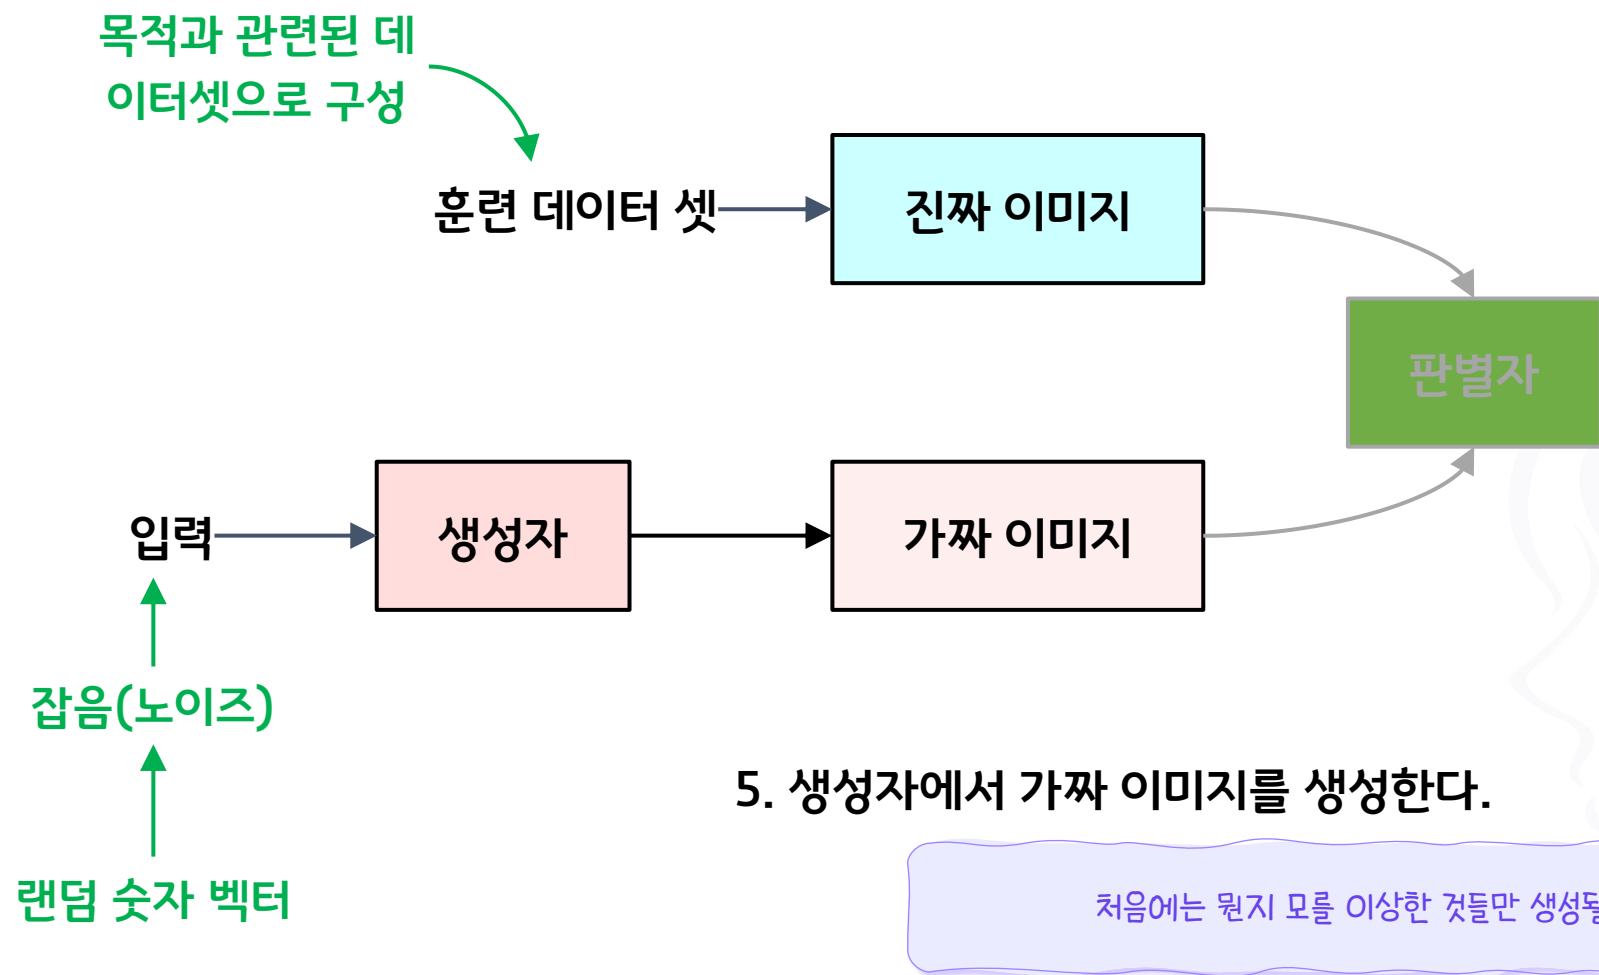 목적과 관련된 데
이터셋으로 구성
훈련 데이터 셋
진짜 이미지
판별자
입력
생성자
가짜 이미지
잡음(노이즈)
랜덤 숫자 벡터
5. 생성자에서 가짜 이미지를 생성한다.
처음에는 뭔지 모를 이상한 것들만